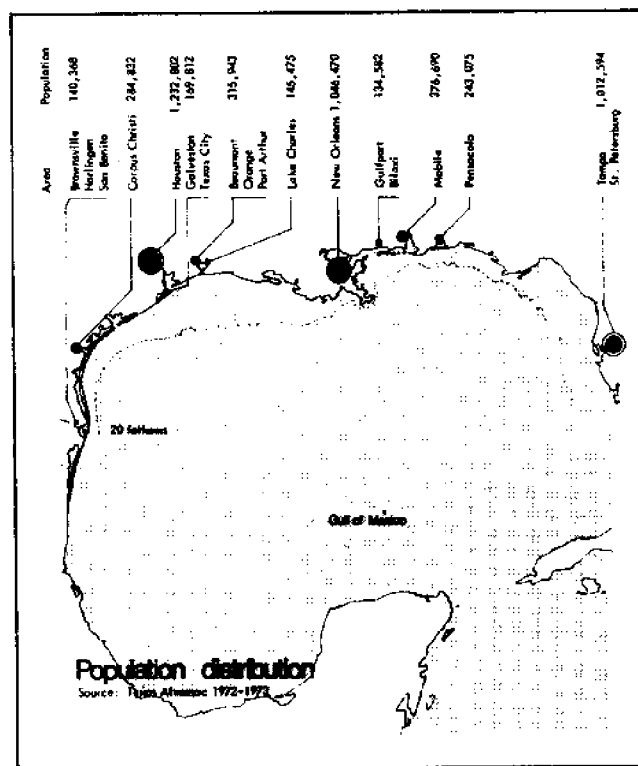 Area Population
Brownsville 140,368
Harlingen
San Benito
Corpus Christi 284,832
Houston 1,232,802
Galveston 169,812
Texas City
Beaumont 315,943
Orange
Port Arthur
Lake Charles 145,475
New Orleans 1,046,470
Gulfport 134,582
Biloxi
Mobile 376,690
Pensacola 243,075
Tampa 1,012,594
St. Petersburg
20 fathoms
Gulf of Mexico
Population distribution
Source: Texas Almanac 1972-1973